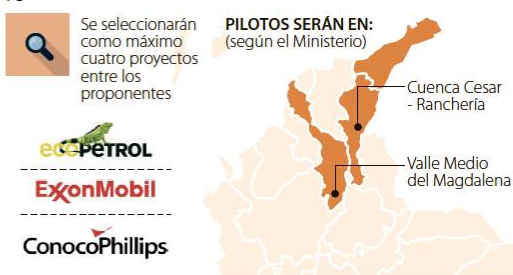 Se seleccionarán
como máximo
cuatro proyectos
entre los
proponentes
ecopeTROL
ExxonMobil
ConocoPhillips
PILOTOS SERÁN EN:
(según el Ministerio)
Cuenca Cesar
- Ranchería
Valle Medio
del Magdalena